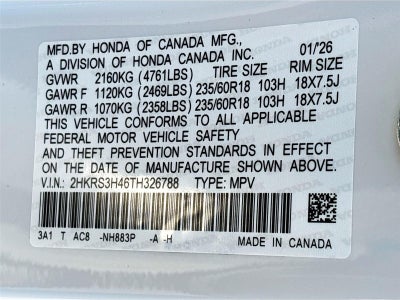 MFD.BY HONDA OF CANADA MFG.,
A DIVISION OF HONDA CANADA INC. 01/26
GVWR 2160KG (4761LBS) TIRE SIZE RIM SIZE
GAWR F 1120KG (2469LBS) 235/60R18 103H 18X7.5J
GAWR R 1070KG (2358LBS) 235/60R18 103H 18X7.5J
THIS VEHICLE CONFORMS TO ALL APPLICABLE
FEDERAL MOTOR VEHICLE SAFETY
AND THEFT PREVENTION STANDARDS IN EFFECT
ON THE DATE OF MANUFACTURE SHOWN ABOVE.
V.I.N.: 2HKRS3H46TH326788 TYPE: MPV
3A1 T AC8 -NH883P -A -H MADE IN CANADA